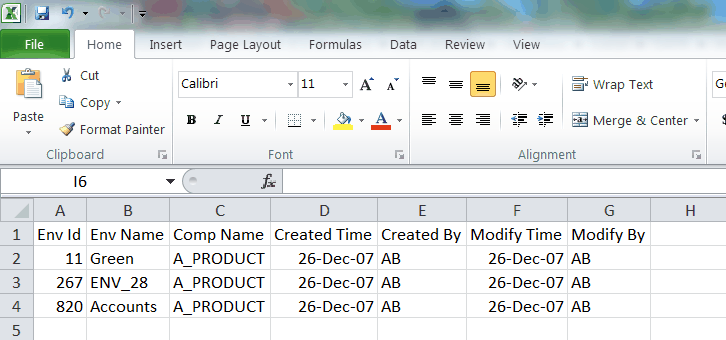 File Home Insert Page Layout Formulas Data Review View
Cut
Copy
Format Painter
Paste
Calibri 11
B I U A
Wrap Text
Merge & Center
Clipboard Font Alignment
I6 fx
A B C D E F G H
1 Env Id Env Name Comp Name Created Time Created By Modify Time Modify By
2 11 Green A_PRODUCT 26-Dec-07 AB 26-Dec-07 AB
3 267 ENV_28 A_PRODUCT 26-Dec-07 AB 26-Dec-07 AB
4 820 Accounts A_PRODUCT 26-Dec-07 AB 26-Dec-07 AB
5